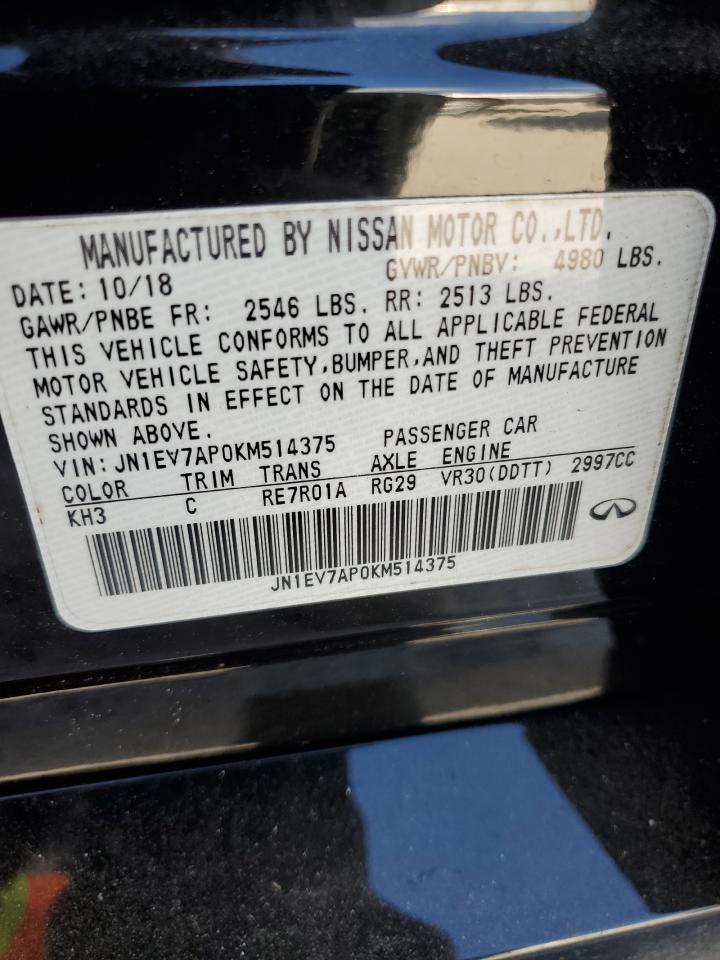 MANUFACTURED BY NISSAN MOTOR CO.,LTD.
DATE: 10/18 GVWR/PNBV: 4980 LBS.
GAWR/PNBE FR: 2546 LBS. RR: 2513 LBS.
THIS VEHICLE CONFORMS TO ALL APPLICABLE FEDERAL
MOTOR VEHICLE SAFETY,BUMPER,AND THEFT PREVENTION
STANDARDS IN EFFECT ON THE DATE OF MANUFACTURE
SHOWN ABOVE.
VIN:JN1EV7AP0KM514375 PASSENGER CAR
COLOR TRIM TRANS AXLE ENGINE
KH3 C RE7R01A RG29 VR30(DDTT) 2997CC
JN1EV7AP0KM514375